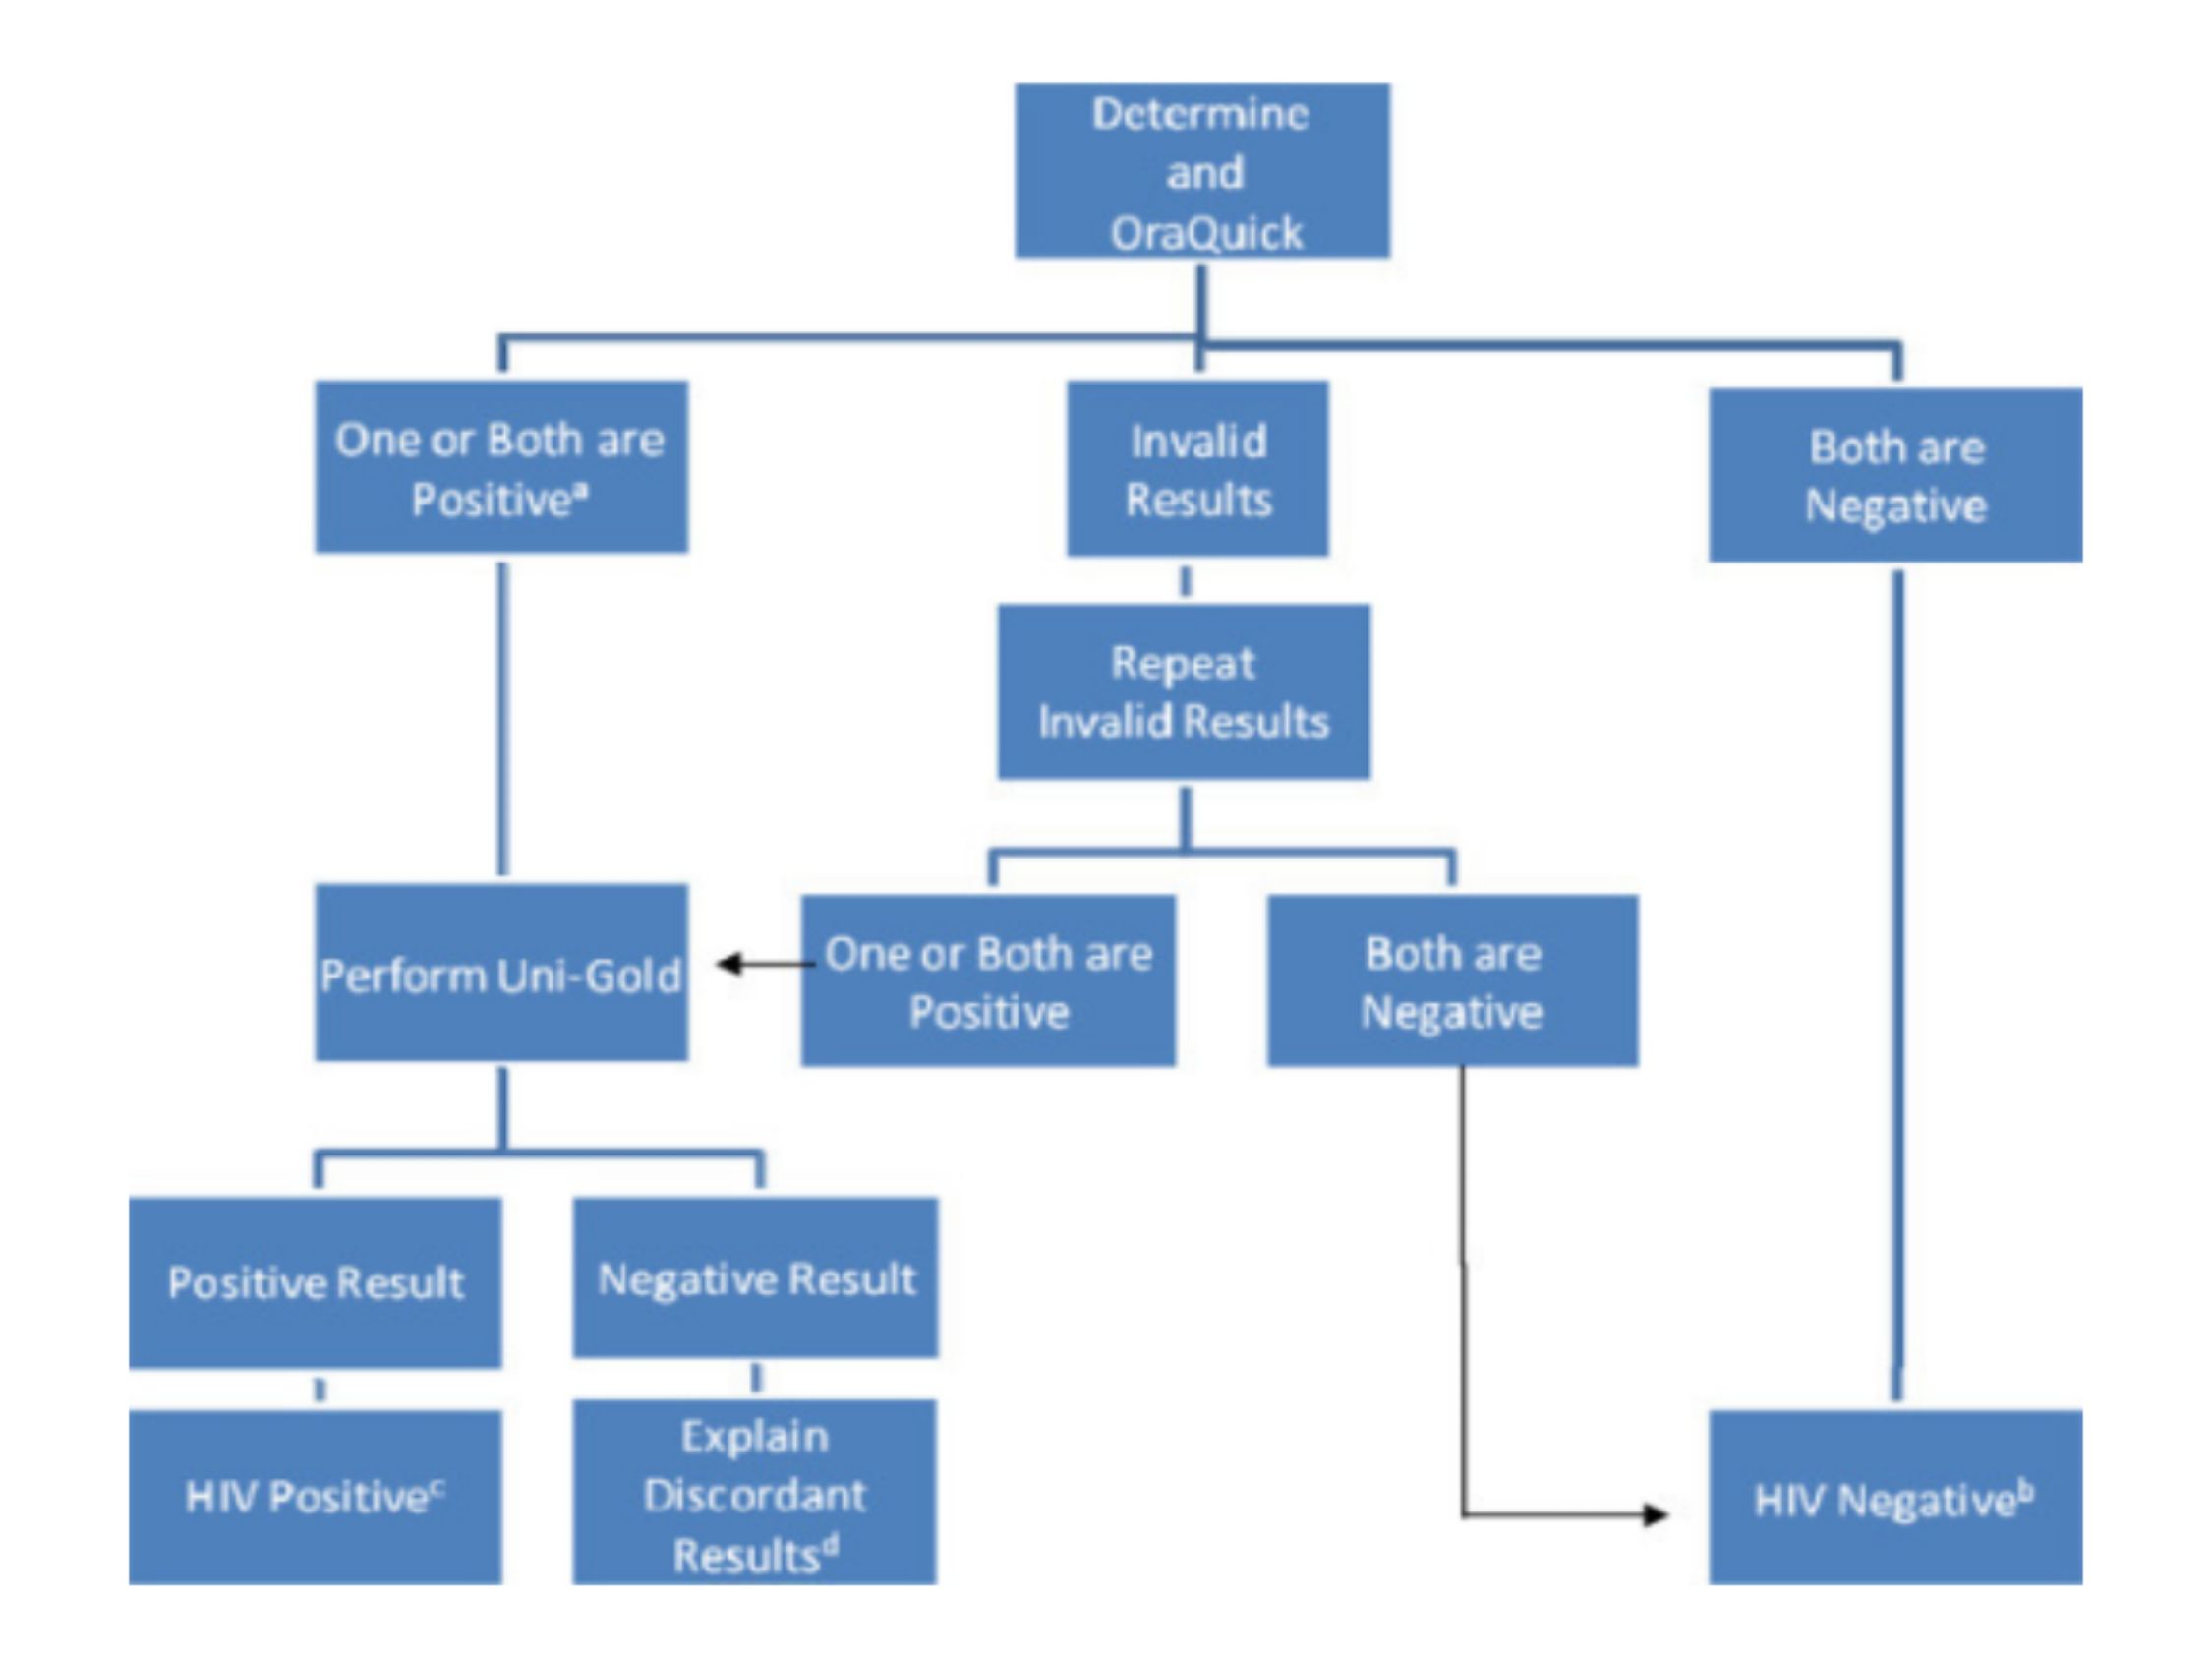 Determine
and
OraQuick
One or Both are
Positiveᵃ
Invalid
Results
Both are
Negative
Repeat
Invalid Results
Perform Uni-Gold
One or Both are
Positive
Both are
Negative
Positive Result
Negative Result
HIV Positiveᶜ
Explain
Discordant
Resultsᵈ
HIV Negativeᵇ